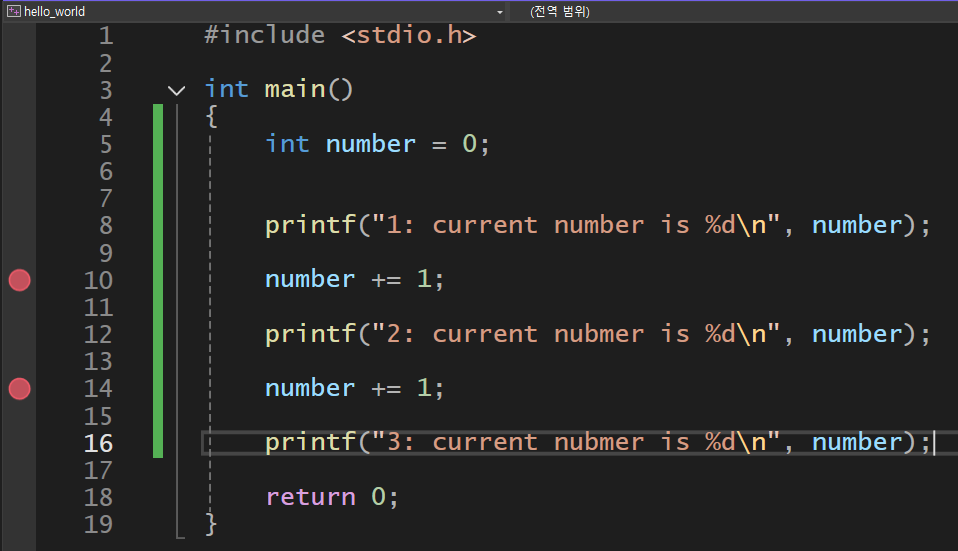 hello_world (전역 범위)
1 #include <stdio.h>
2
3 int main()
4 {
5 int number = 0;
6
7
8 printf("1: current number is %d\n", number);
9
10 number += 1;
11
12 printf("2: current nubmer is %d\n", number);
13
14 number += 1;
15
16 printf("3: current nubmer is %d\n", number);
17
18 return 0;
19 }